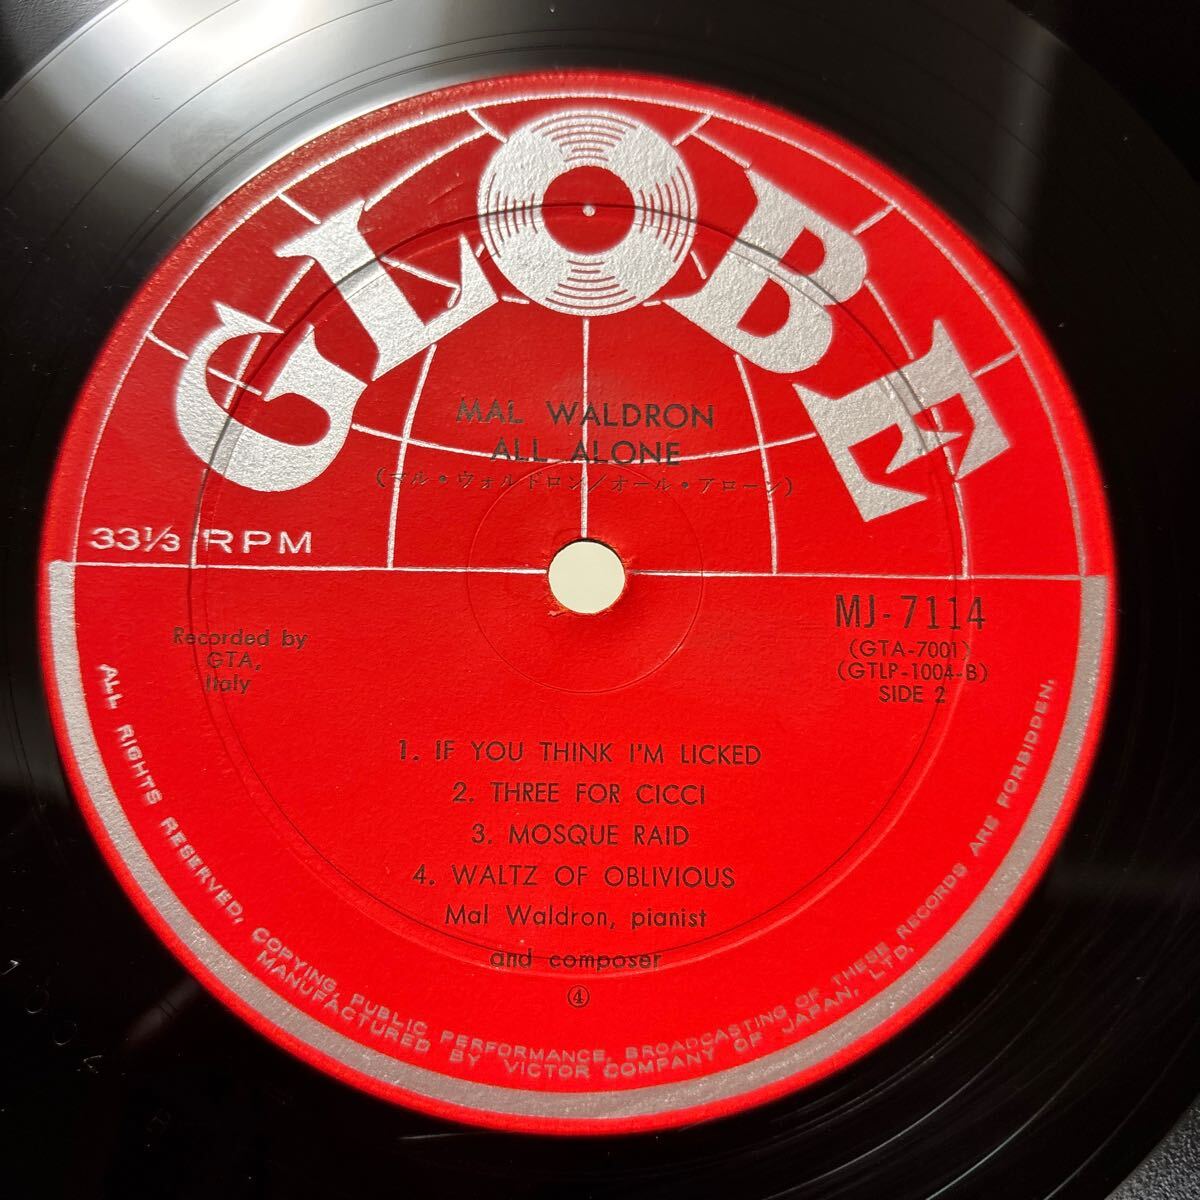 GLOBE
MAL WALDRON
ALL ALONE
(マル・ウォルドロン/オール・アローン)
33⅓ RPM
MJ-7114
(GTA-7001)
(GTLP-1004-B)
SIDE 2
Recorded by
GTA,
Italy
1. IF YOU THINK I'M LICKED
2. THREE FOR CICCI
3. MOSQUE RAID
4. WALTZ OF OBLIVIOUS
Mal Waldron, pianist
and composer
④
ALL RIGHTS RESERVED, COPYING, PUBLIC PERFORMANCE, BROADCASTING OF THESE RECORDS ARE FORBIDDEN.
MANUFACTURED BY VICTOR COMPANY OF JAPAN, LTD.